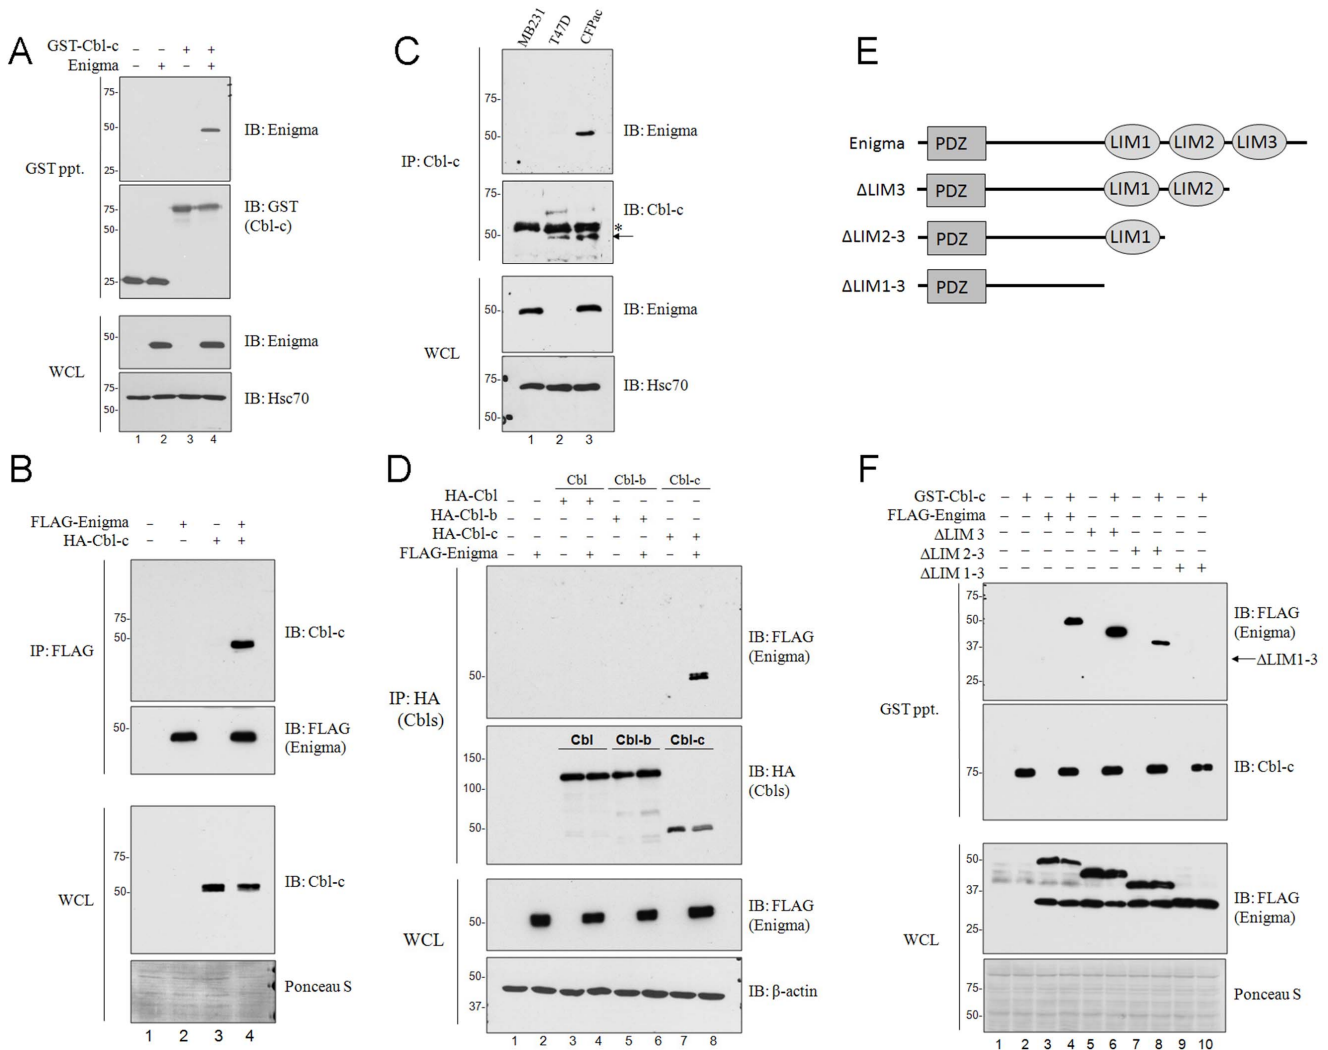 A
GST-Cbl-c - - + +
Enigma - + - +
75-
50-
25-
IB: Enigma
GST ppt.
75-
50-
25-
IB: GST
(Cbl-c)
50-
IB: Enigma
WCL
75-
50-
IB: Hsc70
1 2 3 4
B
FLAG-Enigma - + - +
HA-Cbl-c - - + +
75-
50-
IB: Cbl-c
IP: FLAG
50-
IB: FLAG
(Enigma)
75-
50-
IB: Cbl-c
WCL
Ponceau S
1 2 3 4
C
MB231 T47D CFPac
75-
50-
IB: Enigma
IP: Cbl-c
75-
50-
IB: Cbl-c
*
50-
IB: Enigma
WCL
75-
50-
IB: Hsc70
1 2 3
D
Cbl Cbl-b Cbl-c
HA-Cbl - - + + - - - -
HA-Cbl-b - - - - + + - -
HA-Cbl-c - - - - - - + +
FLAG-Enigma - + - + - + - +
50-
IB: FLAG
(Enigma)
IP: HA
(Cbls)
Cbl Cbl-b Cbl-c
150-
100-
50-
IB: HA
(Cbls)
50-
IB: FLAG
(Enigma)
WCL
50-
37-
IB: β-actin
1 2 3 4 5 6 7 8
E
Enigma PDZ LIM1 LIM2 LIM3
ΔLIM3 PDZ LIM1 LIM2
ΔLIM2-3 PDZ LIM1
ΔLIM1-3 PDZ
F
GST-Cbl-c - + - + - + - + - +
FLAG-Engima - - + + - - - - - -
ΔLIM 3 - - - - + + - - - -
ΔLIM 2-3 - - - - - - + + - -
ΔLIM 1-3 - - - - - - - - + +
75-
50-
37-
25-
IB: FLAG
(Enigma)
ΔLIM1-3
GST ppt.
75-
IB: Cbl-c
50-
37-
25-
IB: FLAG
(Enigma)
WCL
75-
50-
Ponceau S
1 2 3 4 5 6 7 8 9 10